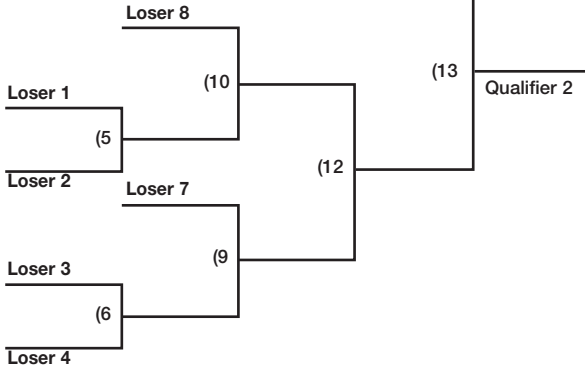 Loser 8
(13
(10
Qualifier 2
Loser 1
(5
(12
Loser 2
Loser 7
(9
Loser 3
(6
Loser 4